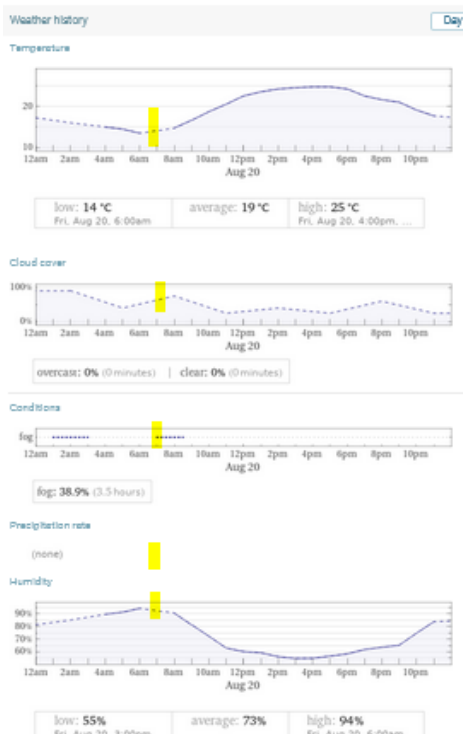 Weather history Day
Temperature
20
10
12am 2am 4am 6am 8am 10am 12pm 2pm 4pm 6pm 8pm 10pm
Aug 20
low: 14 °C average: 19 °C high: 25 °C
Fri, Aug 20, 6:00am Fri, Aug 20, 4:00pm, ...
Cloud cover
100%
0%
12am 2am 4am 6am 8am 10am 12pm 2pm 4pm 6pm 8pm 10pm
Aug 20
overcast: 0% (0 minutes) | clear: 0% (0 minutes)
Conditions
fog
12am 2am 4am 6am 8am 10am 12pm 2pm 4pm 6pm 8pm 10pm
Aug 20
fog: 38.9% (3.5 hours)
Precipitation rate
(none)
Humidity
90%
80%
70%
60%
12am 2am 4am 6am 8am 10am 12pm 2pm 4pm 6pm 8pm 10pm
Aug 20
low: 55% average: 73% high: 94%